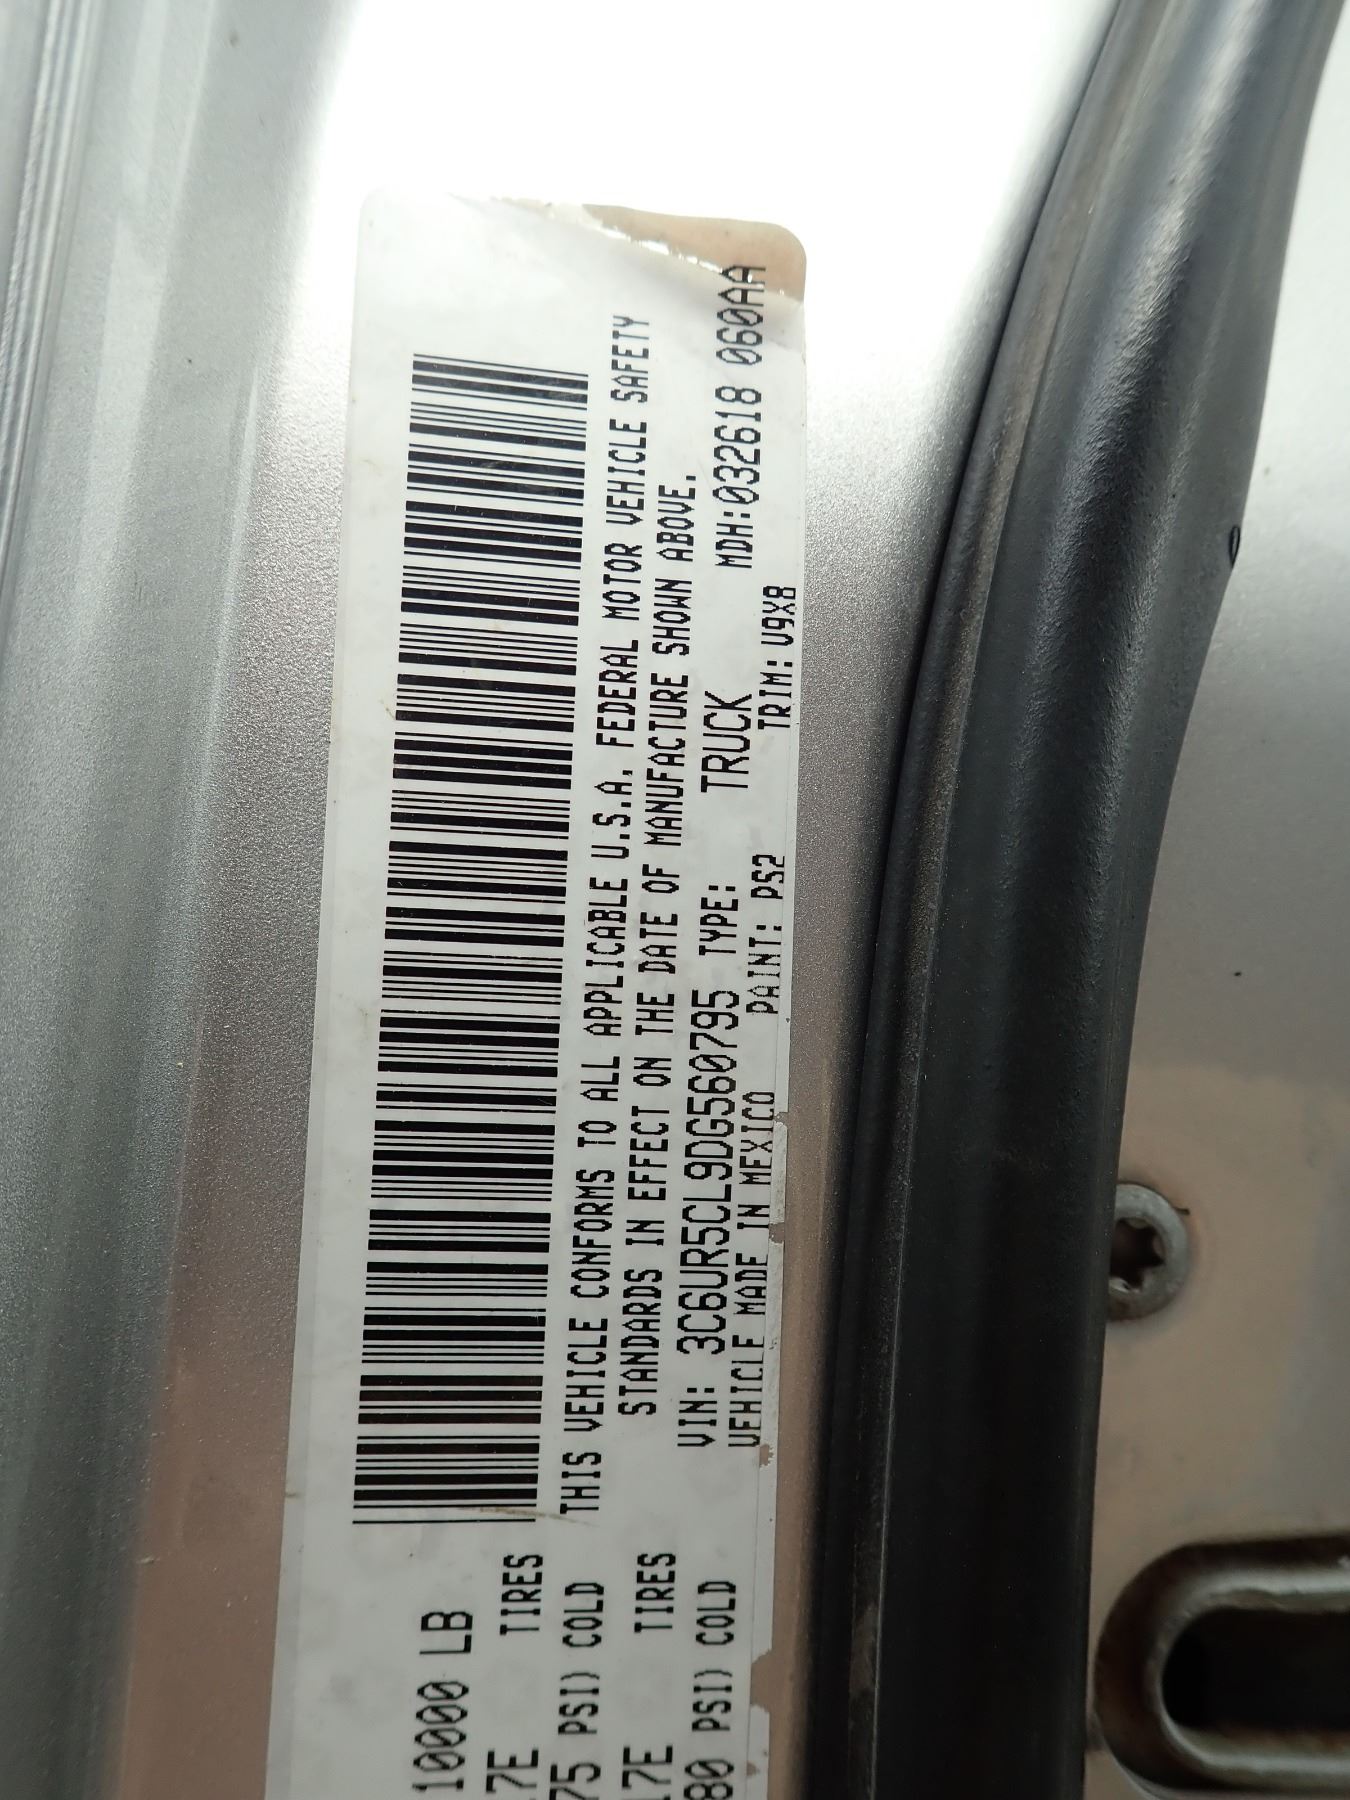 10000 LB
7E TIRES
75 PSI) COLD
17E TIRES
80 PSI) COLD
THIS VEHICLE CONFORMS TO ALL APPLICABLE U.S.A. FEDERAL MOTOR VEHICLE SAFETY
STANDARDS IN EFFECT ON THE DATE OF MANUFACTURE SHOWN ABOVE.
VIN: 3C6UR5CL9DG560795 TYPE: TRUCK MDH:032618 060AA
VEHICLE MADE IN MEXICO PAINT: PS2 TRIM: V9X8